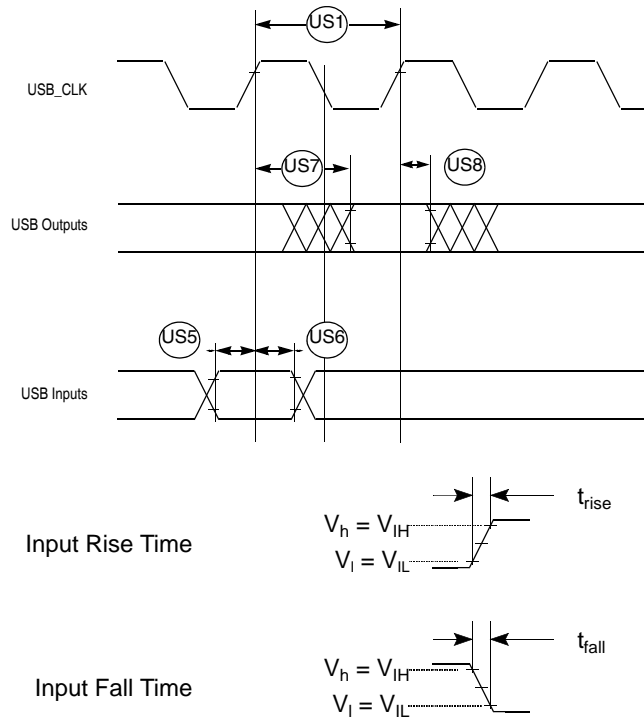 US1
USB_CLK
US7
US8
USB Outputs
US5
US6
USB Inputs
t_rise
V_h = V_IH
Input Rise Time
V_l = V_IL
t_fall
V_h = V_IH
Input Fall Time
V_l = V_IL